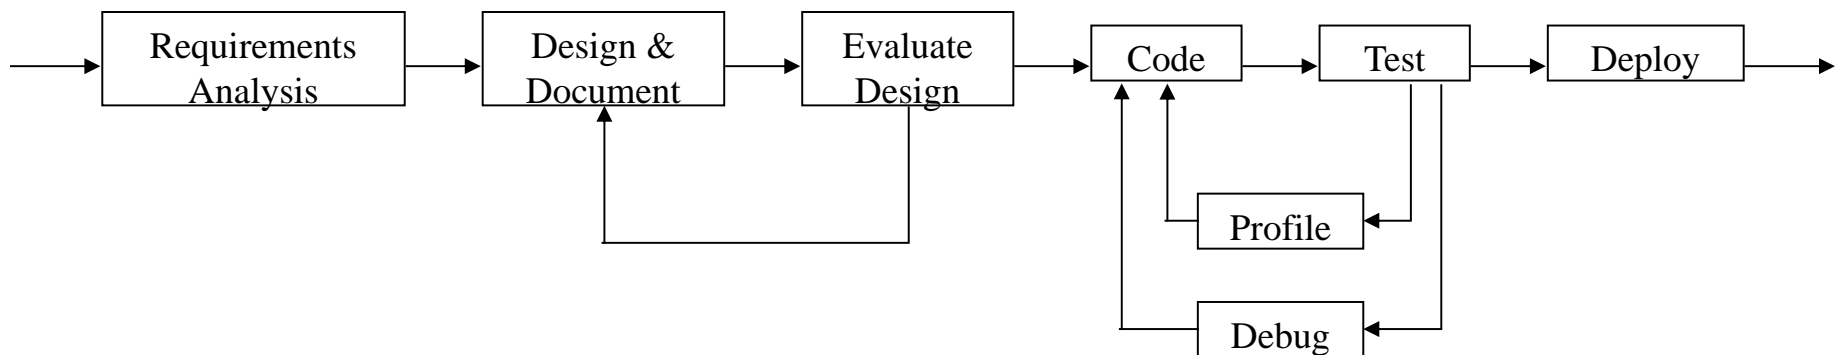 Requirements
Analysis
Design &
Document
Evaluate
Design
Code
Test
Deploy
Profile
Debug